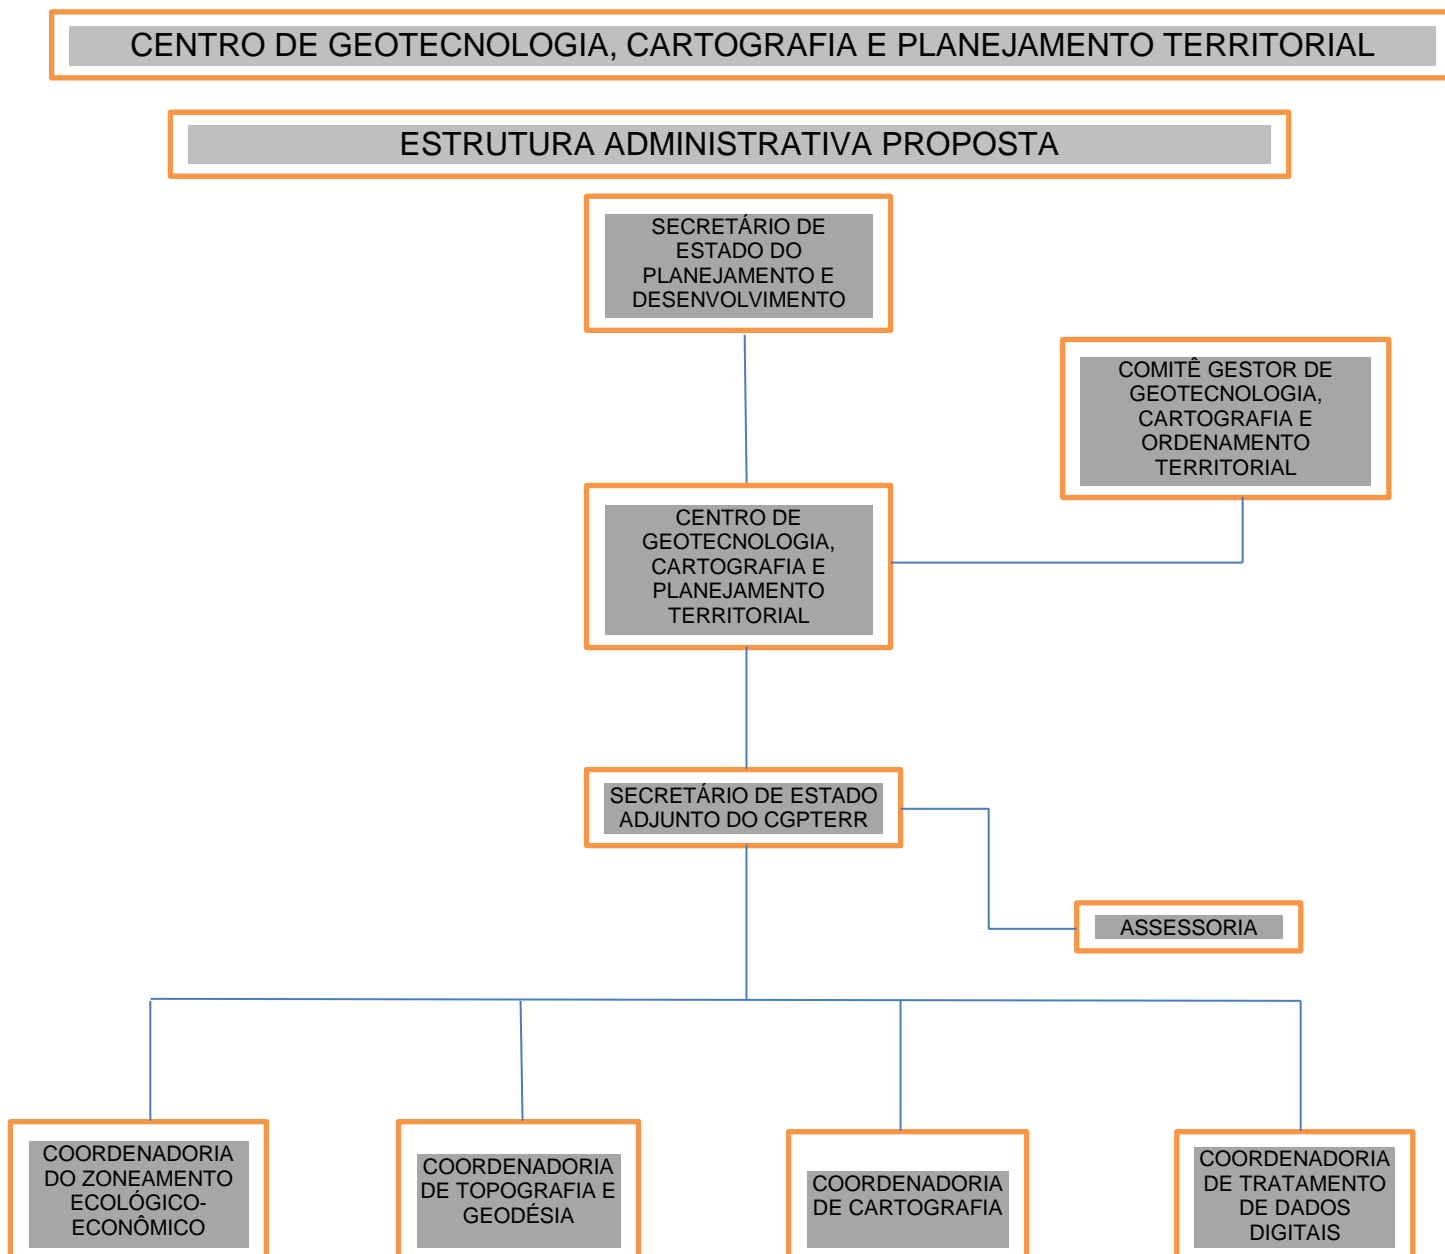 CENTRO DE GEOTECNOLOGIA, CARTOGRAFIA E PLANEJAMENTO TERRITORIAL
ESTRUTURA ADMINISTRATIVA PROPOSTA
SECRETÁRIO DE
ESTADO DO
PLANEJAMENTO E
DESENVOLVIMENTO
COMITÊ GESTOR DE
GEOTECNOLOGIA,
CARTOGRAFIA E
ORDENAMENTO
TERRITORIAL
CENTRO DE
GEOTECNOLOGIA,
CARTOGRAFIA E
PLANEJAMENTO
TERRITORIAL
SECRETÁRIO DE ESTADO
ADJUNTO DO CGPTERR
ASSESSORIA
COORDENADORIA
DO ZONEAMENTO
ECOLÓGICO-
ECONÔMICO
COORDENADORIA
DE TOPOGRAFIA E
GEODÉSIA
COORDENADORIA
DE CARTOGRAFIA
COORDENADORIA
DE TRATAMENTO
DE DADOS
DIGITAIS